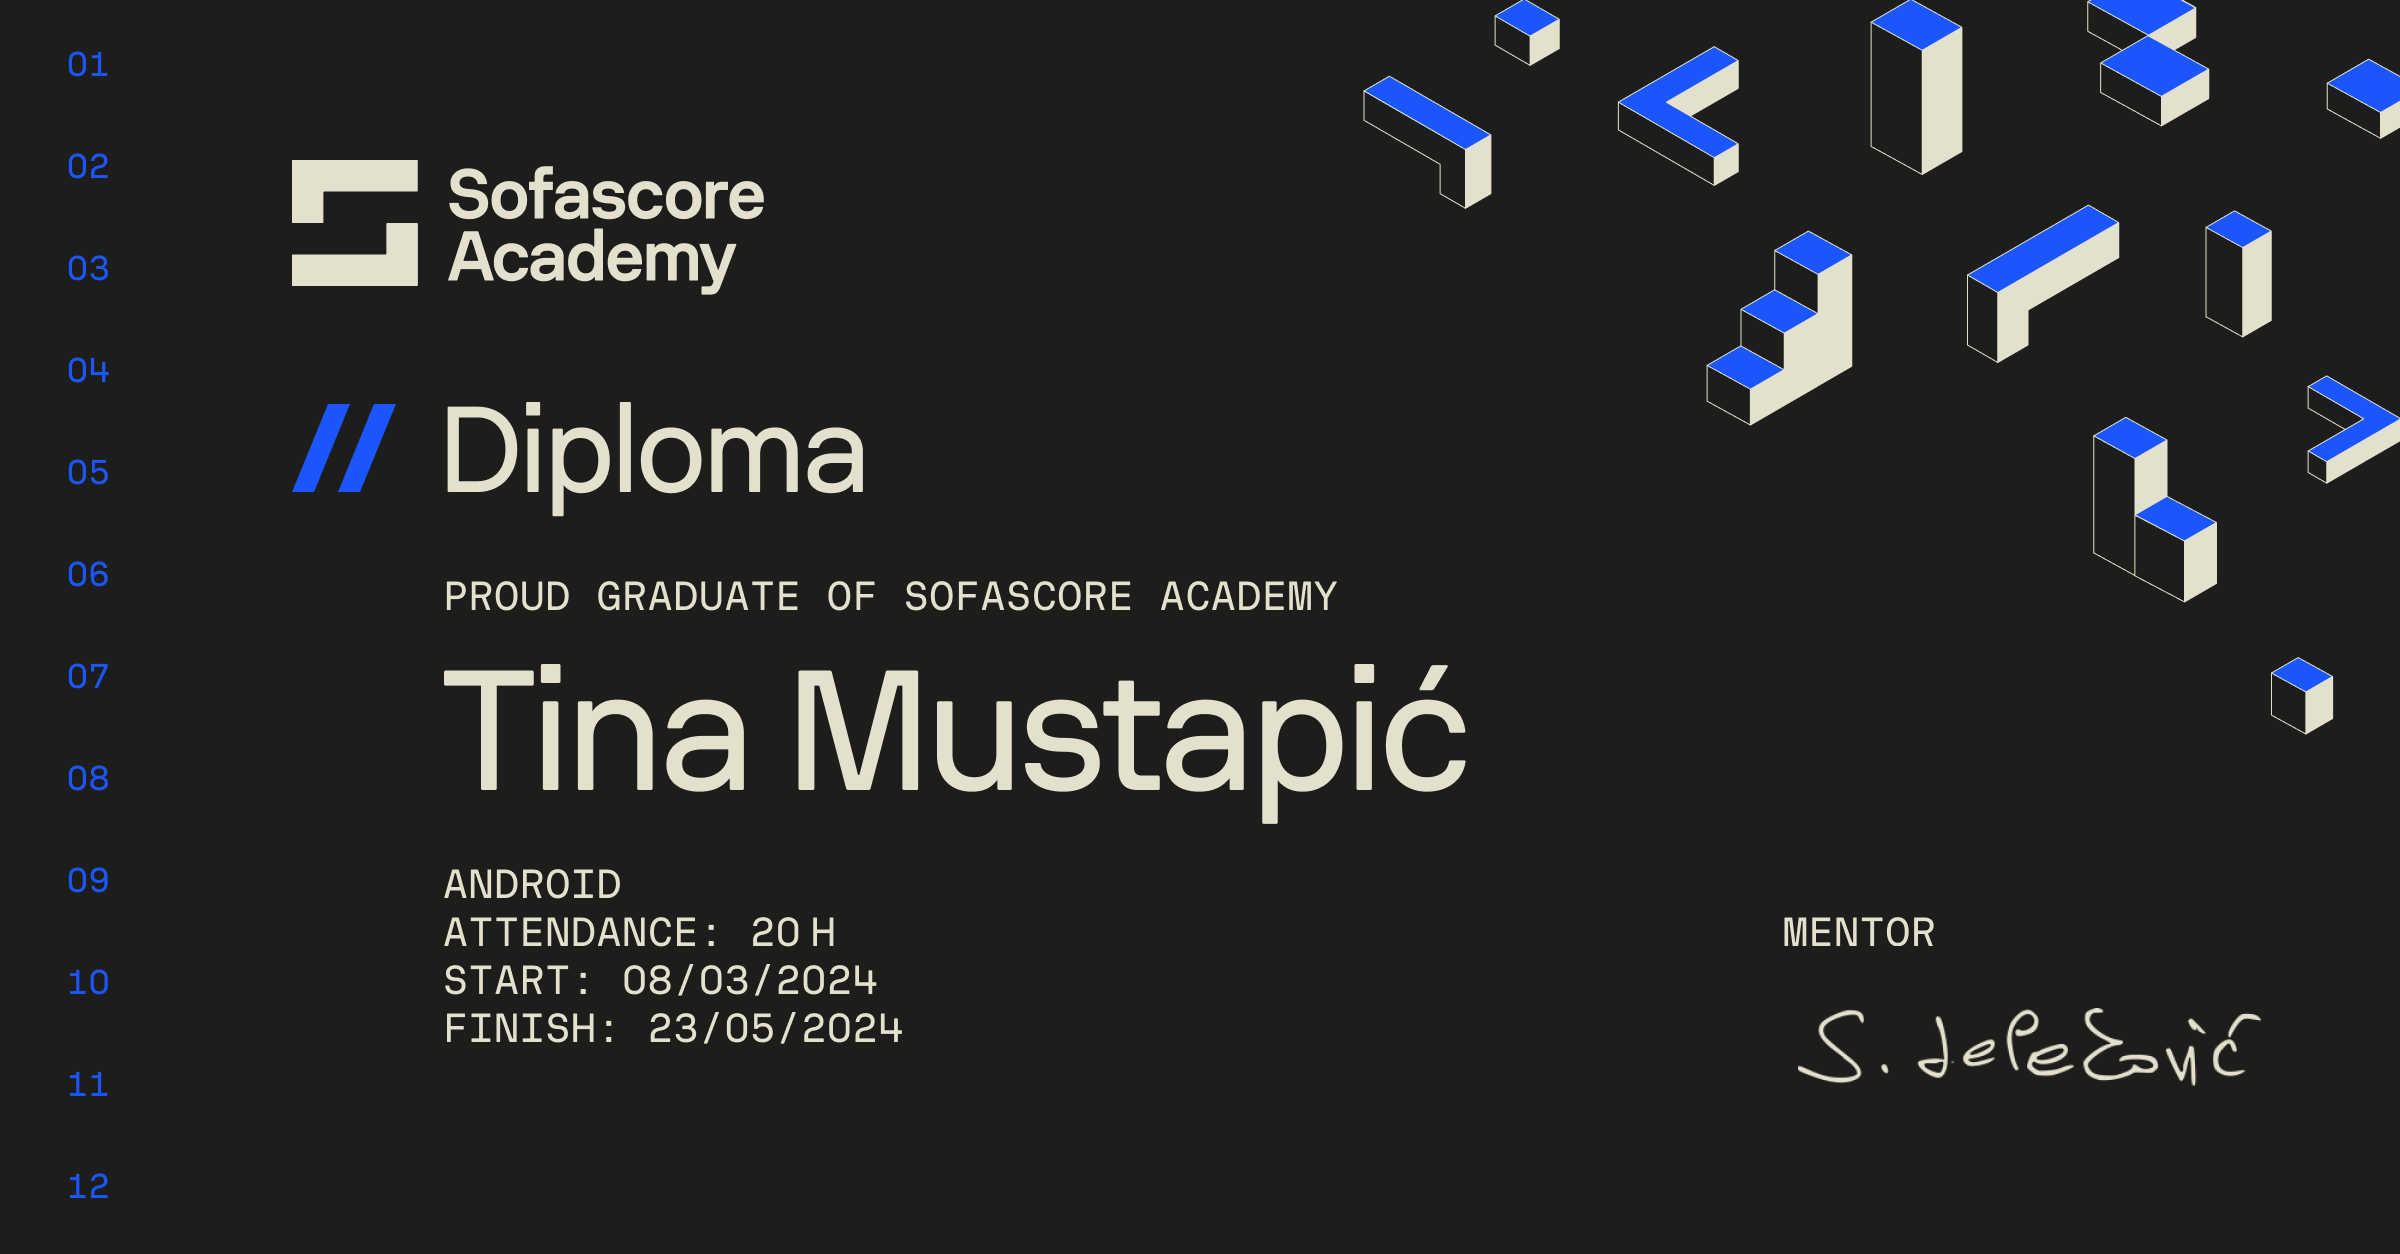 01
02
03
04
05
06
07
08
09
10
11
12
Sofascore
Academy
// Diploma
PROUD GRADUATE OF SOFASCORE ACADEMY
Tina Mustapić
ANDROID
ATTENDANCE: 20 H
START: 08/03/2024
FINISH: 23/05/2024
MENTOR